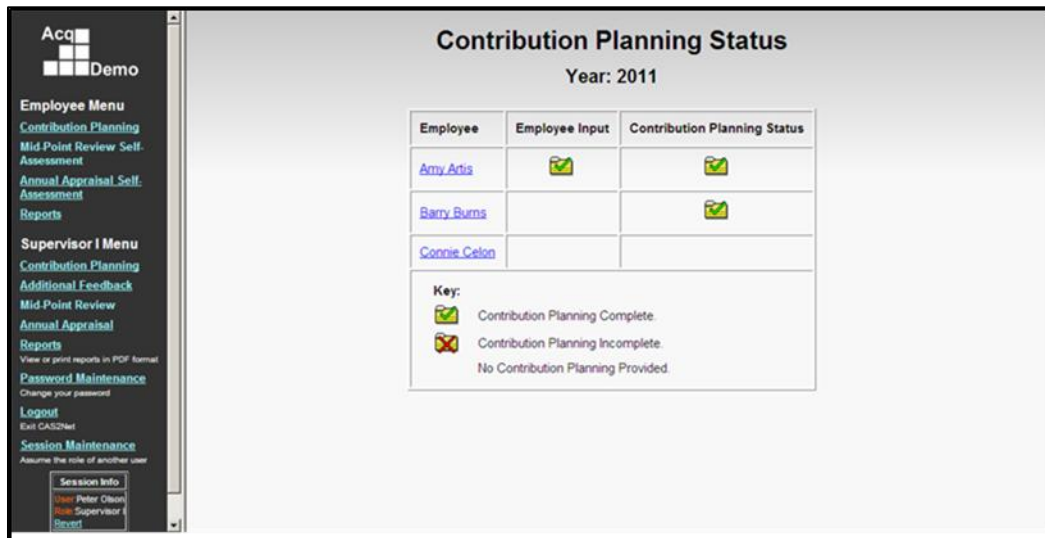 Acq
Demo
Employee Menu
Contribution Planning
Mid-Point Review Self-
Assessment
Annual Appraisal Self-
Assessment
Reports
Supervisor I Menu
Contribution Planning
Additional Feedback
Mid-Point Review
Annual Appraisal
Reports
View or print reports in PDF format
Password Maintenance
Change your password
Logout
Exit CAS2Net
Session Maintenance
Assume the role of another user
Session Info
User:Peter Olson
Role:Supervisor I
Revert
Contribution Planning Status
Year: 2011
Employee Employee Input Contribution Planning Status
Amy Artis
Barry Burns
Connie Celon
Key:
Contribution Planning Complete.
Contribution Planning Incomplete.
No Contribution Planning Provided.